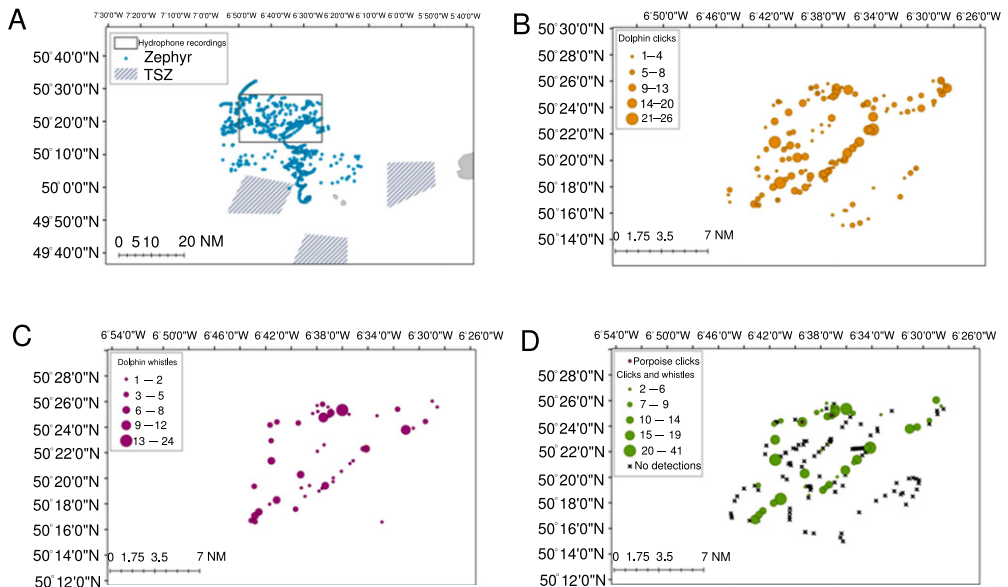 A
7°30'0"W 7°20'0"W 7°10'0"W 7°0'0"W 6°50'0"W 6°40'0"W 6°30'0"W 6°20'0"W 6°10'0"W 6°0'0"W 5°50'0"W 5°40'0"W
Hydrophone recordings
Zephyr
TSZ
50°40'0"N
50°30'0"N
50°20'0"N
50°10'0"N
50°0'0"N
49°50'0"N
49°40'0"N
0 5 10 20 NM
B
6°50'0"W 6°46'0"W 6°42'0"W 6°38'0"W 6°34'0"W 6°30'0"W 6°26'0"W
Dolphin clicks
1–4
5–8
9–13
14–20
21–26
50°30'0"N
50°28'0"N
50°26'0"N
50°24'0"N
50°22'0"N
50°20'0"N
50°18'0"N
50°16'0"N
50°14'0"N
0 1.75 3.5 7 NM
C
6°54'0"W 6°50'0"W 6°46'0"W 6°42'0"W 6°38'0"W 6°34'0"W 6°30'0"W 6°26'0"W
Dolphin whistles
1 – 2
3 – 5
6 – 8
9 – 12
13 – 24
50°28'0"N
50°26'0"N
50°24'0"N
50°22'0"N
50°20'0"N
50°18'0"N
50°16'0"N
50°14'0"N
50°12'0"N
0 1.75 3.5 7 NM
D
6°54'0"W 6°50'0"W 6°46'0"W 6°42'0"W 6°38'0"W 6°34'0"W 6°30'0"W 6°26'0"W
Porpoise clicks
Clicks and whistles
2 – 6
7 – 9
10 – 14
15 – 19
20 – 41
No detections
50°28'0"N
50°26'0"N
50°24'0"N
50°22'0"N
50°20'0"N
50°18'0"N
50°16'0"N
50°14'0"N
50°12'0"N
0 1.75 3.5 7 NM